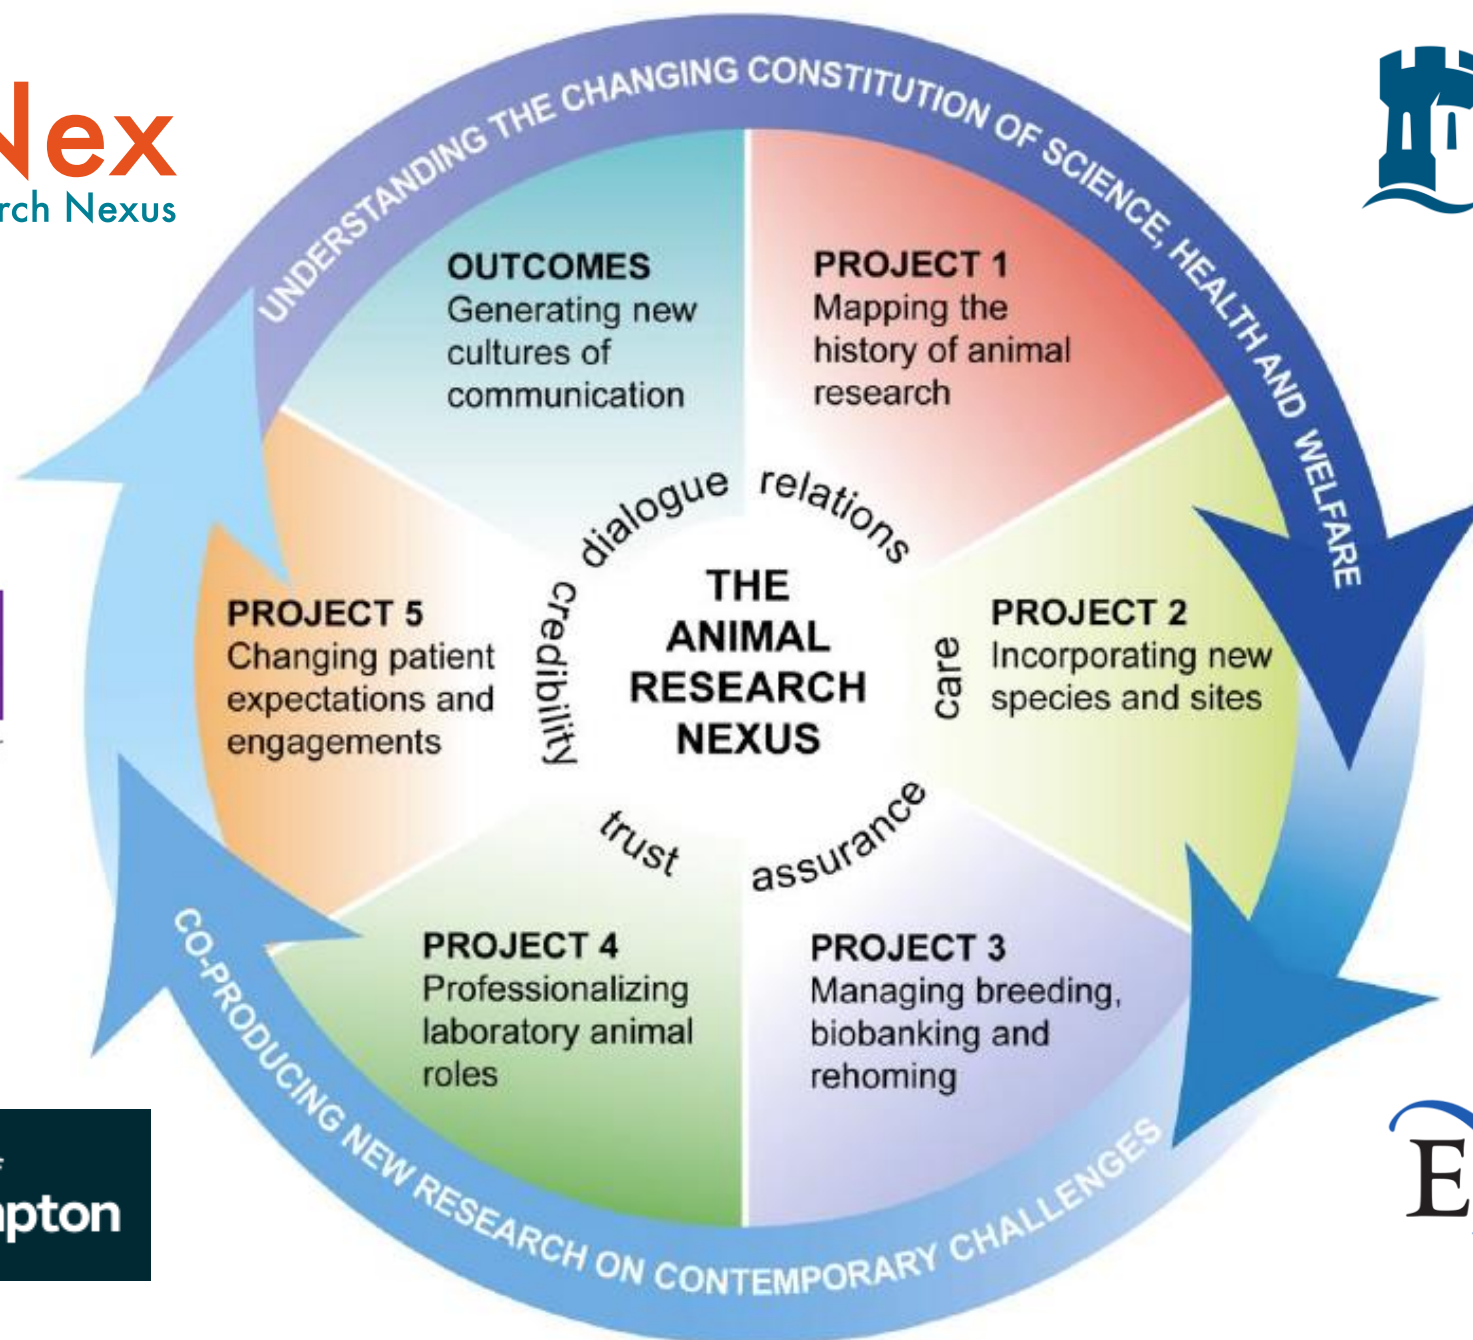 Nex
rch Nexus
UNDERSTANDING THE CHANGING CONSTITUTION OF SCIENCE, HEALTH AND WELFARE
OUTCOMES
Generating new
cultures of
communication
PROJECT 1
Mapping the
history of animal
research
PROJECT 2
Incorporating new
species and sites
PROJECT 3
Managing breeding,
biobanking and
rehoming
PROJECT 4
Professionalizing
laboratory animal
roles
PROJECT 5
Changing patient
expectations and
engagements
dialogue
relations
care
assurance
trust
credibility
THE
ANIMAL
RESEARCH
NEXUS
CO-PRODUCING NEW RESEARCH ON CONTEMPORARY CHALLENGES
pton
E